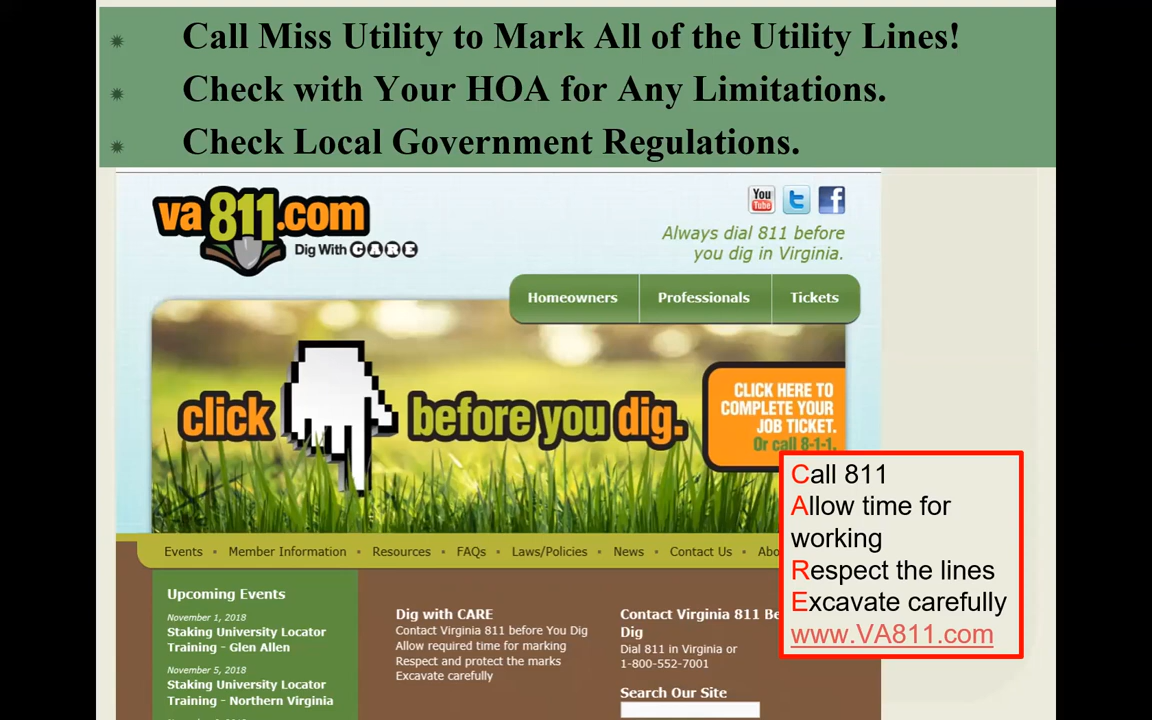 Call Miss Utility to Mark All of the Utility Lines!
Check with Your HOA for Any Limitations.
Check Local Government Regulations.
va811.com
Dig With CARE
You
Tube
Always dial 811 before
you dig in Virginia.
Homeowners
Professionals
Tickets
click before you dig.
CLICK HERE TO
COMPLETE YOUR
JOB TICKET.
Or call 8-1-1.
Call 811
Allow time for
working
Respect the lines
Excavate carefully
www.VA811.com
Events • Member Information • Resources • FAQs • Laws/Policies • News • Contact Us • Abo
Upcoming Events
November 1, 2018
Staking University Locator
Training - Glen Allen
November 5, 2018
Staking University Locator
Training - Northern Virginia
Dig with CARE
Contact Virginia 811 before You Dig
Allow required time for marking
Respect and protect the marks
Excavate carefully
Contact Virginia 811 Be
Dig
Dial 811 in Virginia or
1-800-552-7001
Search Our Site